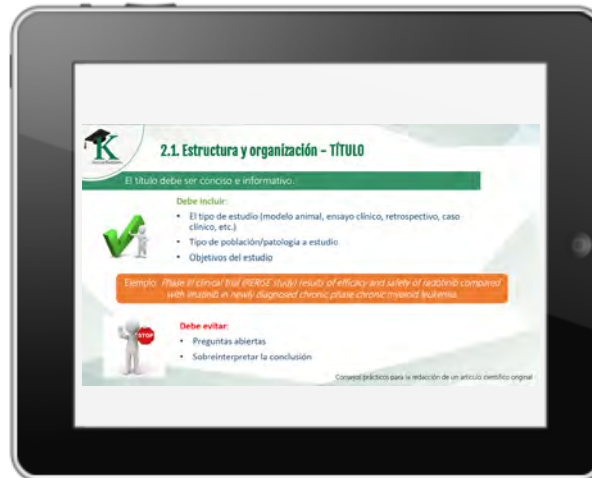 K
2.1. Estructura y organización – TÍTULO
El título debe ser conciso e informativo.
Debe incluir:
• El tipo de estudio (modelo animal, ensayo clínico, retrospectivo, caso
clínico, etc.)
• Tipo de población/patología a estudio
• Objetivos del estudio
Ejemplo: Phase III clinical trial (RERISE study) results of efficacy and safety of radotinib compared
with imatinib in newly diagnosed chronic phase chronic myeloid leukemia.
STOP
Debe evitar:
• Preguntas abiertas
• Sobreinterpretar la conclusión
Consejos prácticos para la redacción de un artículo científico original